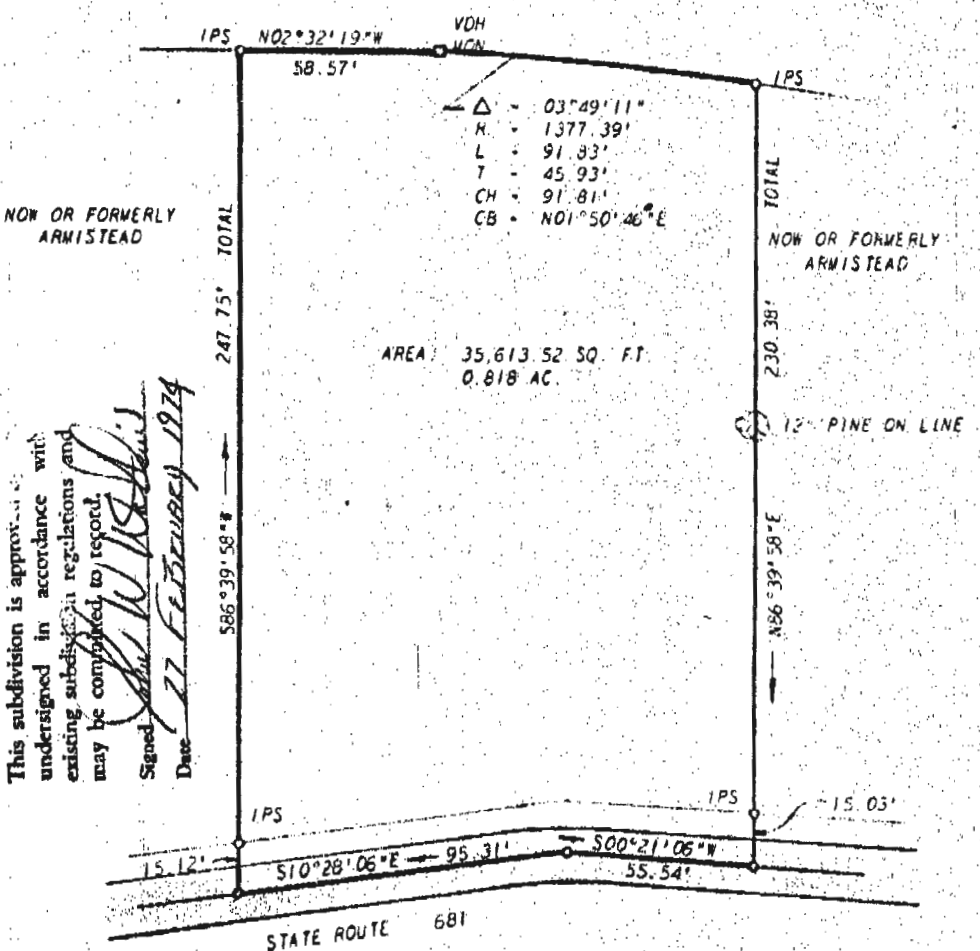 VDH
IPS N02°32'19"W MON
58.57'
IPS
Δ - 03°49'11"
R - 1377.39'
L - 91.83'
T - 45.93'
CH - 91.81'
CB - N01°50'46"E
NOW OR FORMERLY
ARMISTEAD
247.75' TOTAL
S86°39'58"W
NOW OR FORMERLY
ARMISTEAD
TOTAL
230.38'
AREA: 35,613.52 SQ. FT.
0.818 AC.
12" PINE ON LINE
N86°39'58"E
This subdivision is approved
undersigned in accordance with
existing subdivision regulations and
may be committed to record.
Signed
Date 27 FEBRUARY 1974
IPS
IPS
15.03'
15.12'
S10°28'06"E 95.31'
S00°21'06"W
55.54'
STATE ROUTE 681